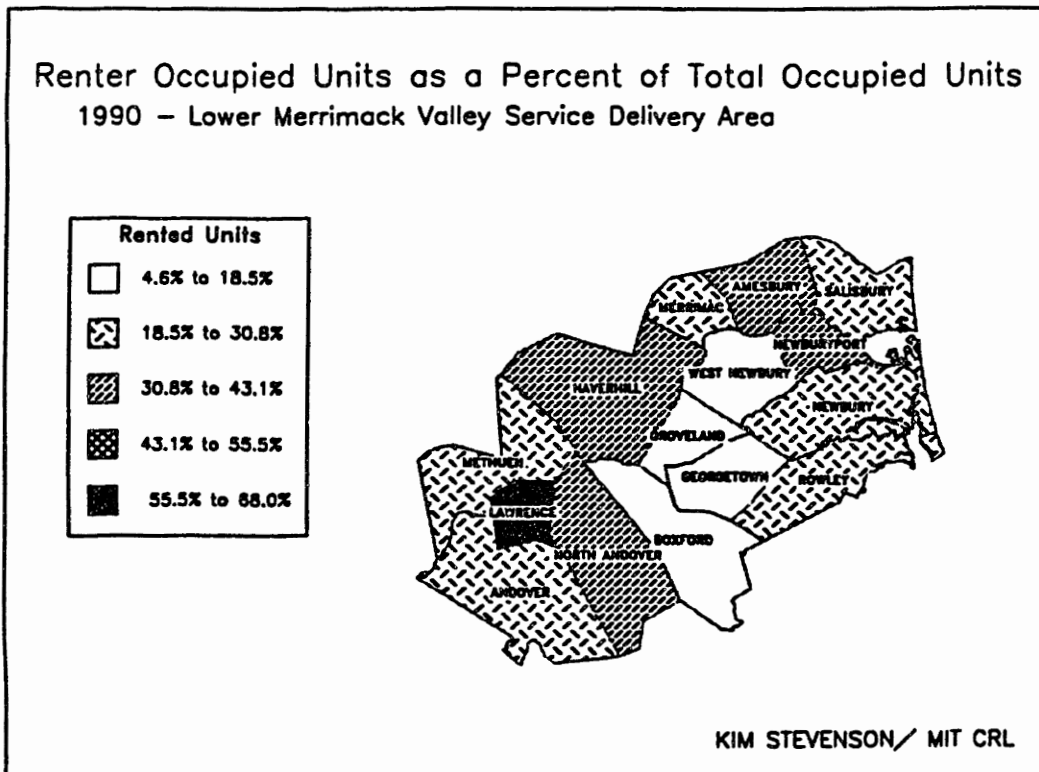 Renter Occupied Units as a Percent of Total Occupied Units
1990 – Lower Merrimack Valley Service Delivery Area
Rented Units
4.6% to 18.5%
18.5% to 30.8%
30.8% to 43.1%
43.1% to 55.5%
55.5% to 68.0%
AMESBURY
SALISBURY
MERRIMAC
NEWBURYPORT
WEST NEWBURY
HAVERHILL
NEWBURY
GROVELAND
METHUEN
GEORGETOWN
ROWLEY
LAWRENCE
BOXFORD
NORTH ANDOVER
ANDOVER
KIM STEVENSON/ MIT CRL